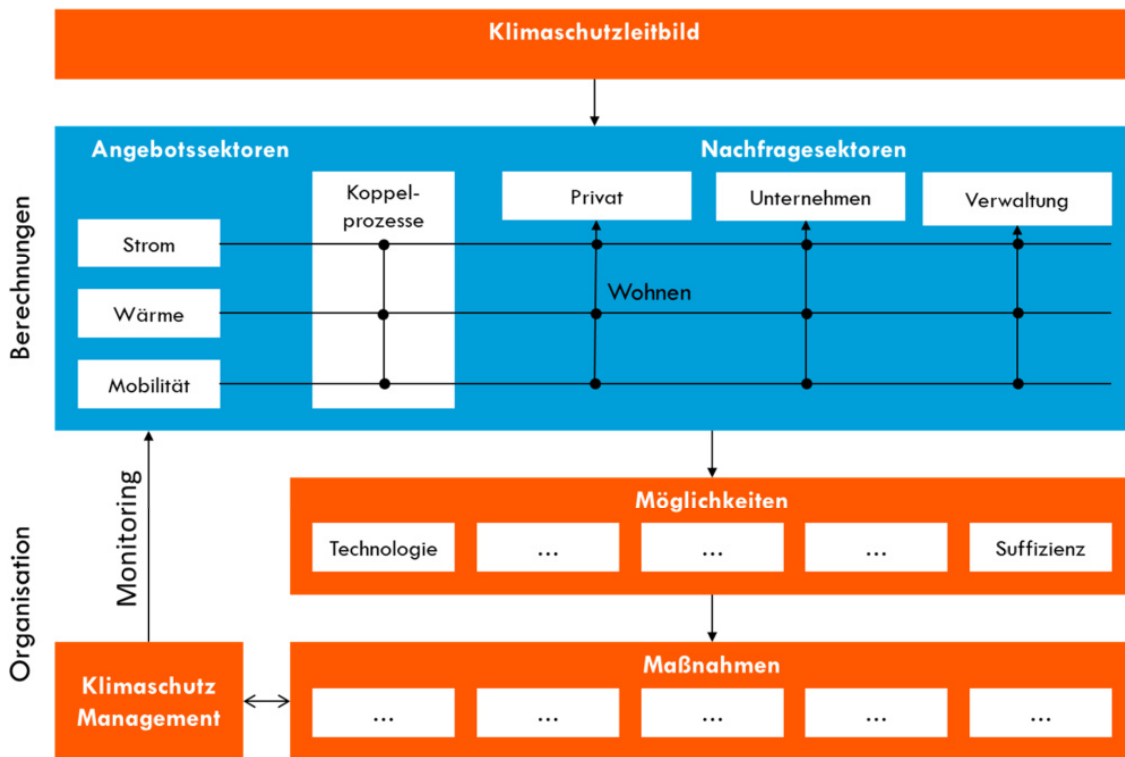 Klimaschutzleitbild
Berechnungen
Angebotssektoren
Nachfragesektoren
Koppel-
prozesse
Privat
Unternehmen
Verwaltung
Strom
Wohnen
Wärme
Mobilität
Organisation
Monitoring
Möglichkeiten
Technologie
...
...
...
Suffizienz
Klimaschutz
Management
Maßnahmen
...
...
...
...
...